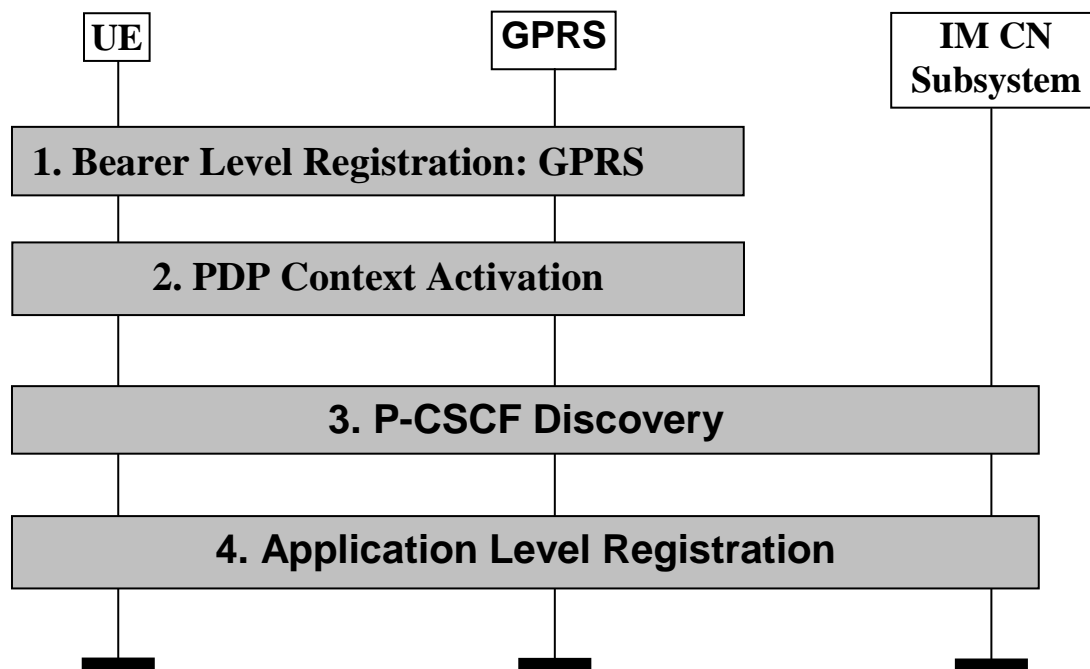 UE
GPRS
IM CN
Subsystem
1. Bearer Level Registration: GPRS
2. PDP Context Activation
3. P-CSCF Discovery
4. Application Level Registration